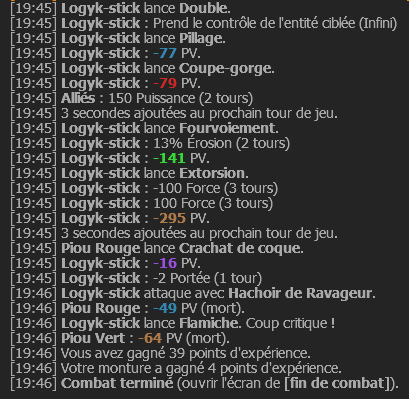 [19:45] Logyk-stick lance Double.
[19:45] Logyk-stick : Prend le contrôle de l'entité ciblée (Infini)
[19:45] Logyk-stick lance Pillage.
[19:45] Logyk-stick : -77 PV.
[19:45] Logyk-stick lance Coupe-gorge.
[19:45] Logyk-stick : -79 PV.
[19:45] Alliés : 150 Puissance (2 tours)
[19:45] 3 secondes ajoutées au prochain tour de jeu.
[19:45] Logyk-stick lance Fourvoiement.
[19:45] Logyk-stick : 13% Érosion (2 tours)
[19:45] Logyk-stick : -141 PV.
[19:45] Logyk-stick lance Extorsion.
[19:45] Logyk-stick : -100 Force (3 tours)
[19:45] Logyk-stick : 100 Force (3 tours)
[19:45] Logyk-stick : -295 PV.
[19:45] 3 secondes ajoutées au prochain tour de jeu.
[19:45] Piou Rouge lance Crachat de coque.
[19:45] Logyk-stick : -16 PV.
[19:45] Logyk-stick : -2 Portée (1 tour)
[19:46] Logyk-stick attaque avec Hachoir de Ravageur.
[19:46] Piou Rouge : -49 PV (mort).
[19:46] Logyk-stick lance Flamiche. Coup critique !
[19:46] Piou Vert : -64 PV (mort).
[19:46] Vous avez gagné 39 points d'expérience.
[19:46] Votre monture a gagné 4 points d'expérience.
[19:46] Combat terminé (ouvrir l'écran de [fin de combat]).